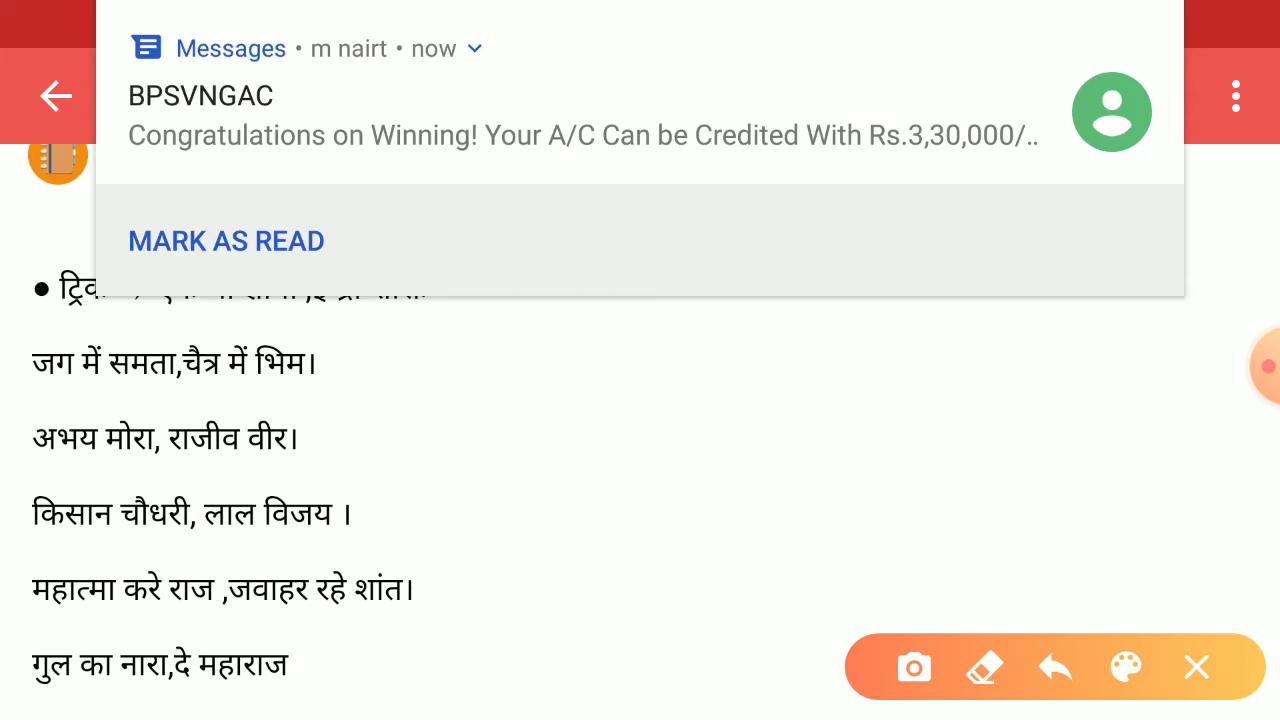 Messages • m nairt • now
BPSVNGAC
Congratulations on Winning! Your A/C Can be Credited With Rs.3,30,000/..
MARK AS READ
जग में समता,चैत्र में भिम।
अभय मोरा, राजीव वीर।
किसान चौधरी, लाल विजय ।
महात्मा करे राज ,जवाहर रहे शांत।
गुल का नारा,दे महाराज